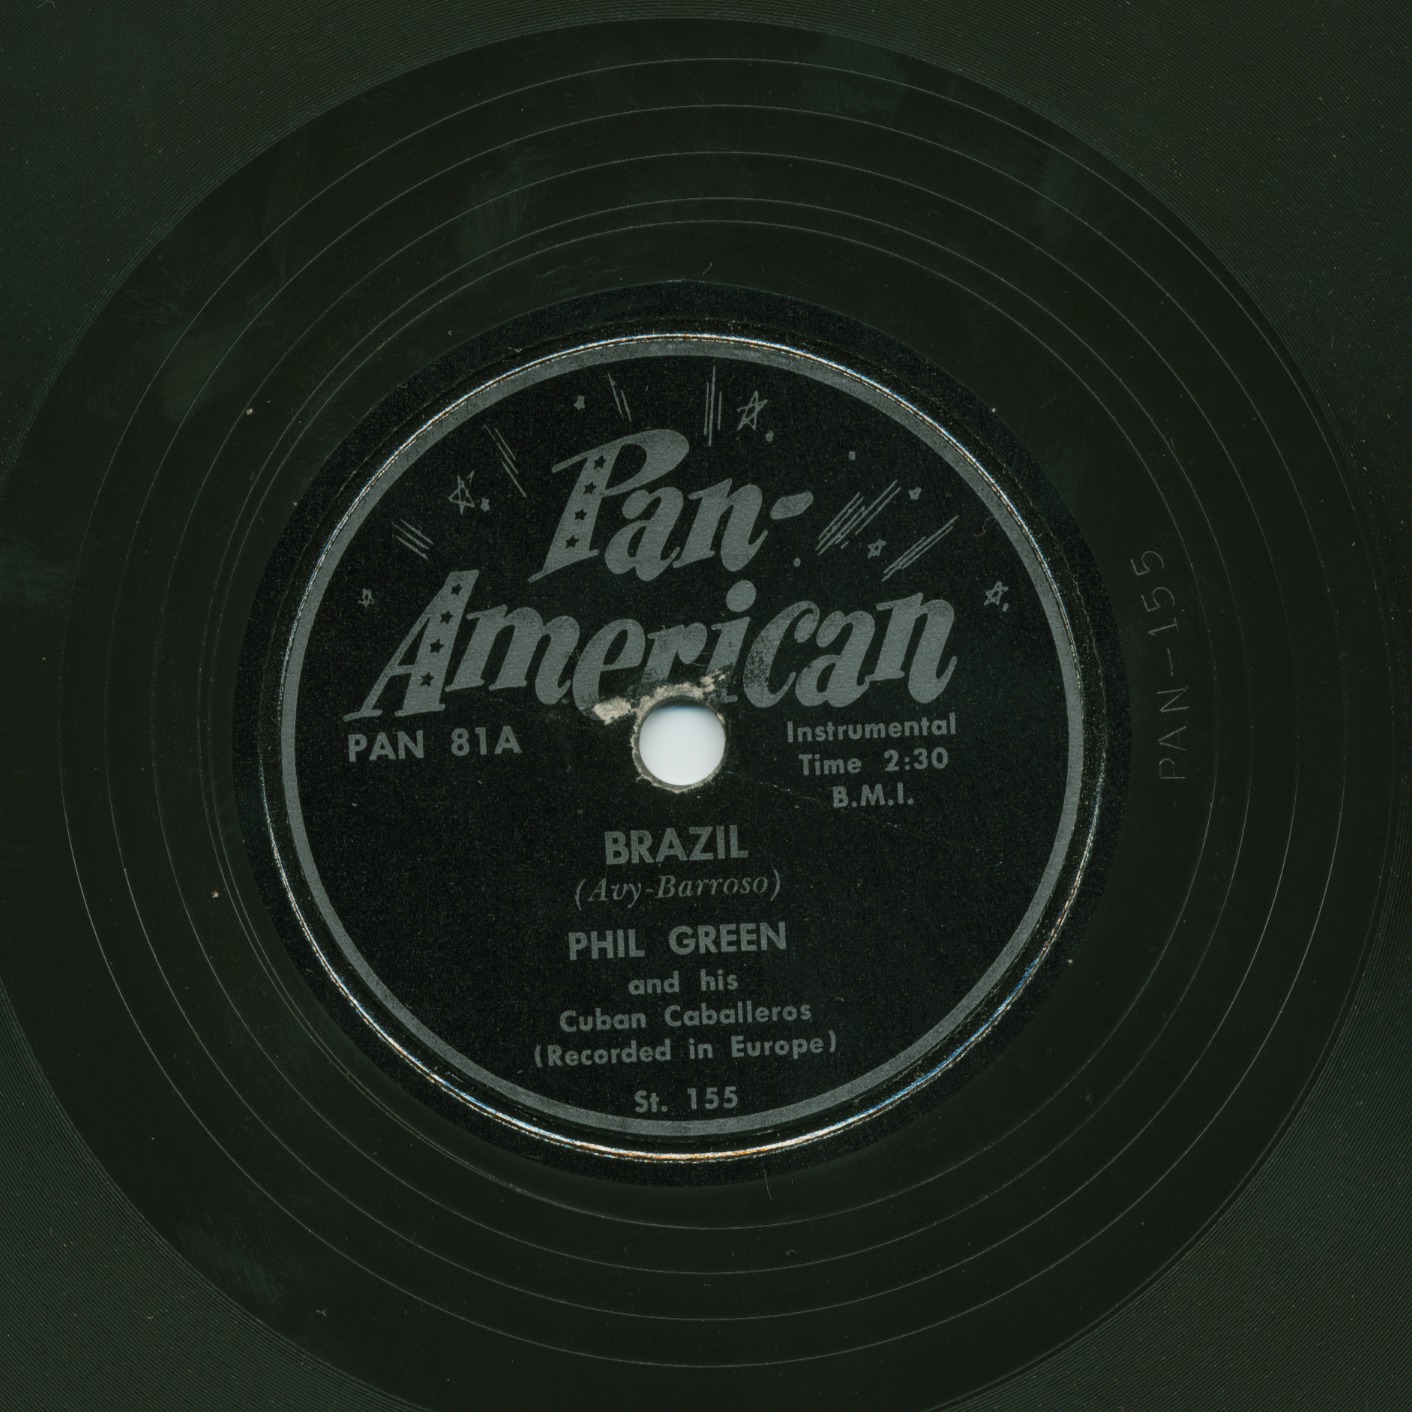 Pan-
American
PAN 81A
Instrumental
Time 2:30
B.M.I.
BRAZIL
(Avy-Barroso)
PHIL GREEN
and his
Cuban Caballeros
(Recorded in Europe)
St. 155
PAN-155